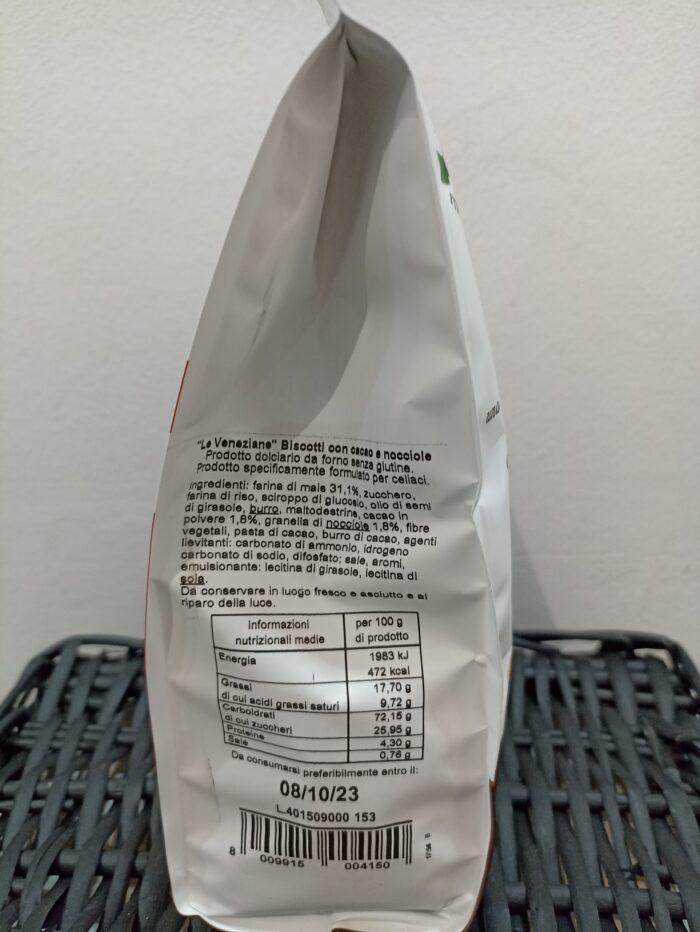 "Le Veneziane" Biscotti con cacao e nocciole
Prodotto dolciario da forno senza glutine.
Prodotto specificamente formulato per celiaci.
Ingredienti: farina di mais 31,1%, zucchero,
farina di riso, sciroppo di glucosio, olio di semi
di girasole, burro, maltodestrine, cacao in
polvere 1,8%, granella di nocciole 1,8%, fibre
vegetali, pasta di cacao, burro di cacao, agenti
lievitanti: carbonato di ammonio, idrogeno
carbonato di sodio, difosfato; sale, aromi,
emulsionante: lecitina di girasole, lecitina di
soia.
Da conservare in luogo fresco e asciutto e al
riparo della luce.
Informazioni nutrizionali medie per 100 g di prodotto
Energia 1983 kJ
472 kcal
Grassi 17,70 g
di cui acidi grassi saturi 9,72 g
Carboidrati 72,15 g
di cui zuccheri 25,95 g
Proteine 4,30 g
Sale 0,76 g
Da consumarsi preferibilmente entro il:
08/10/23
L.401509000 153
8 009915 004150